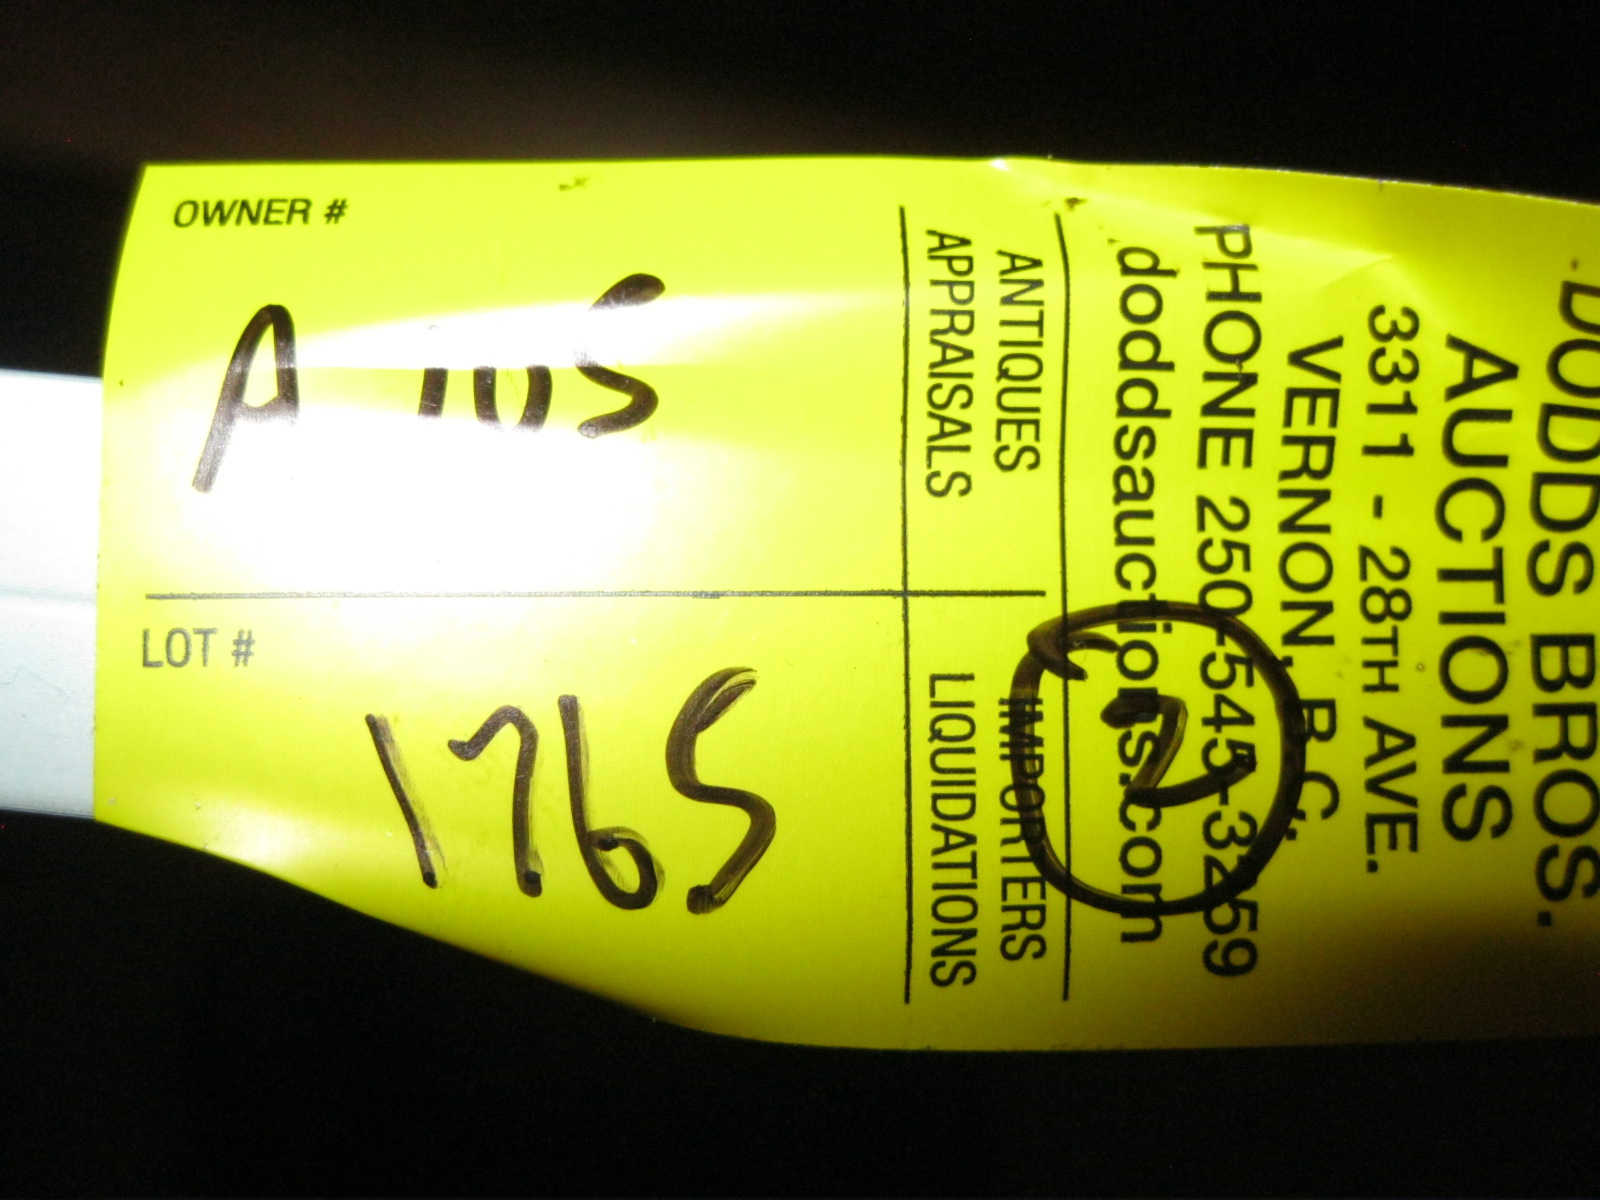 DODDS BROS.
AUCTIONS
3311 - 28TH AVE.
VERNON, B.C.
PHONE 250-545-3259
doddsauctions.com
2
ANTIQUES IMPORTERS
APPRAISALS LIQUIDATIONS
OWNER #
A 105
LOT #
1765